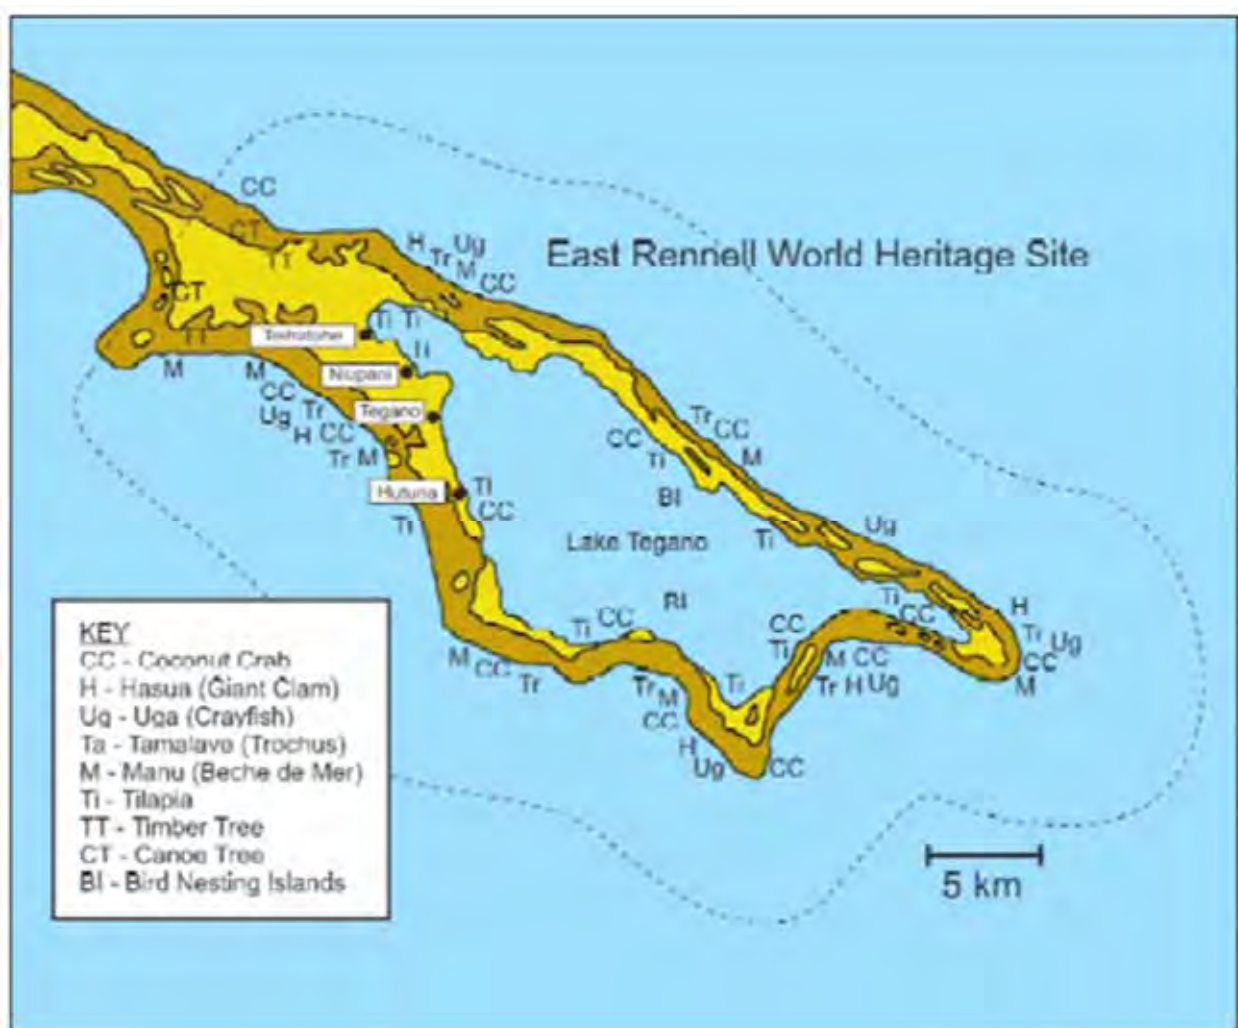 East Rennell World Heritage Site
CC
CT
TT
H
Ug
Tr
M
CC
CT
TT
Ti Ti
Niupani
Tegano
Hutuna
M
M
CC
Ug
Tr
H CC
Tr M
Ti
CC
Ti
Tr
CC
M
CC
Ti
BI
Lake Tegano
Ti
Ug
Ti
CC
H
Tr
Ug
CC
M
Ti
CC
M
CC
Tr
CC
Ti
M CC
Tr H Ug
Ti
Tr
M
CC
H
Ug
CC
KEY
CC - Coconut Crab
H - Hasua (Giant Clam)
Ug - Uga (Crayfish)
Ta - Tamalave (Trochus)
M - Manu (Beche de Mer)
Ti - Tilapia
TT - Timber Tree
CT - Canoe Tree
BI - Bird Nesting Islands
5 km